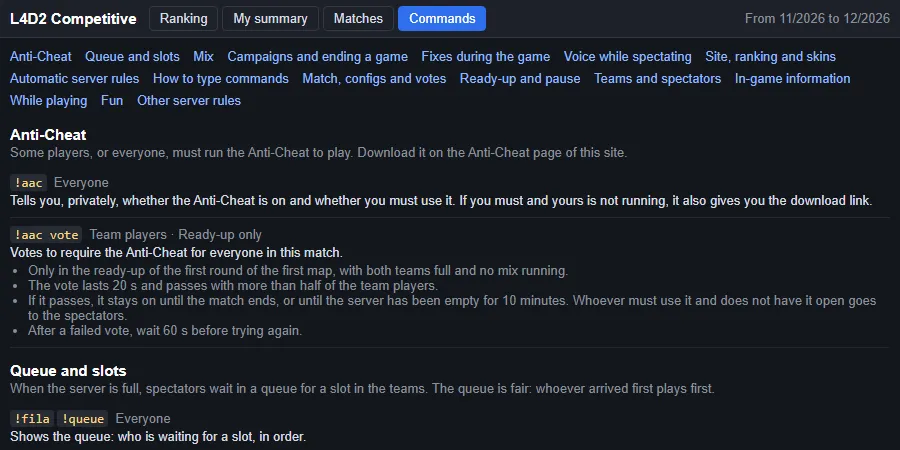 L4D2 Competitive Ranking My summary Matches Commands From 11/2026 to 12/2026
Anti-Cheat Queue and slots Mix Campaigns and ending a game Fixes during the game Voice while spectating Site, ranking and skins
Automatic server rules How to type commands Match, configs and votes Ready-up and pause Teams and spectators In-game information
While playing Fun Other server rules
Anti-Cheat
Some players, or everyone, must run the Anti-Cheat to play. Download it on the Anti-Cheat page of this site.
!aac Everyone
Tells you, privately, whether the Anti-Cheat is on and whether you must use it. If you must and yours is not running, it also gives you the download link.
!aac vote Team players · Ready-up only
Votes to require the Anti-Cheat for everyone in this match.
• Only in the ready-up of the first round of the first map, with both teams full and no mix running.
• The vote lasts 20 s and passes with more than half of the team players.
• If it passes, it stays on until the match ends, or until the server has been empty for 10 minutes. Whoever must use it and does not have it open goes
to the spectators.
• After a failed vote, wait 60 s before trying again.
Queue and slots
When the server is full, spectators wait in a queue for a slot in the teams. The queue is fair: whoever arrived first plays first.
!fila !queue Everyone
Shows the queue: who is waiting for a slot, in order.